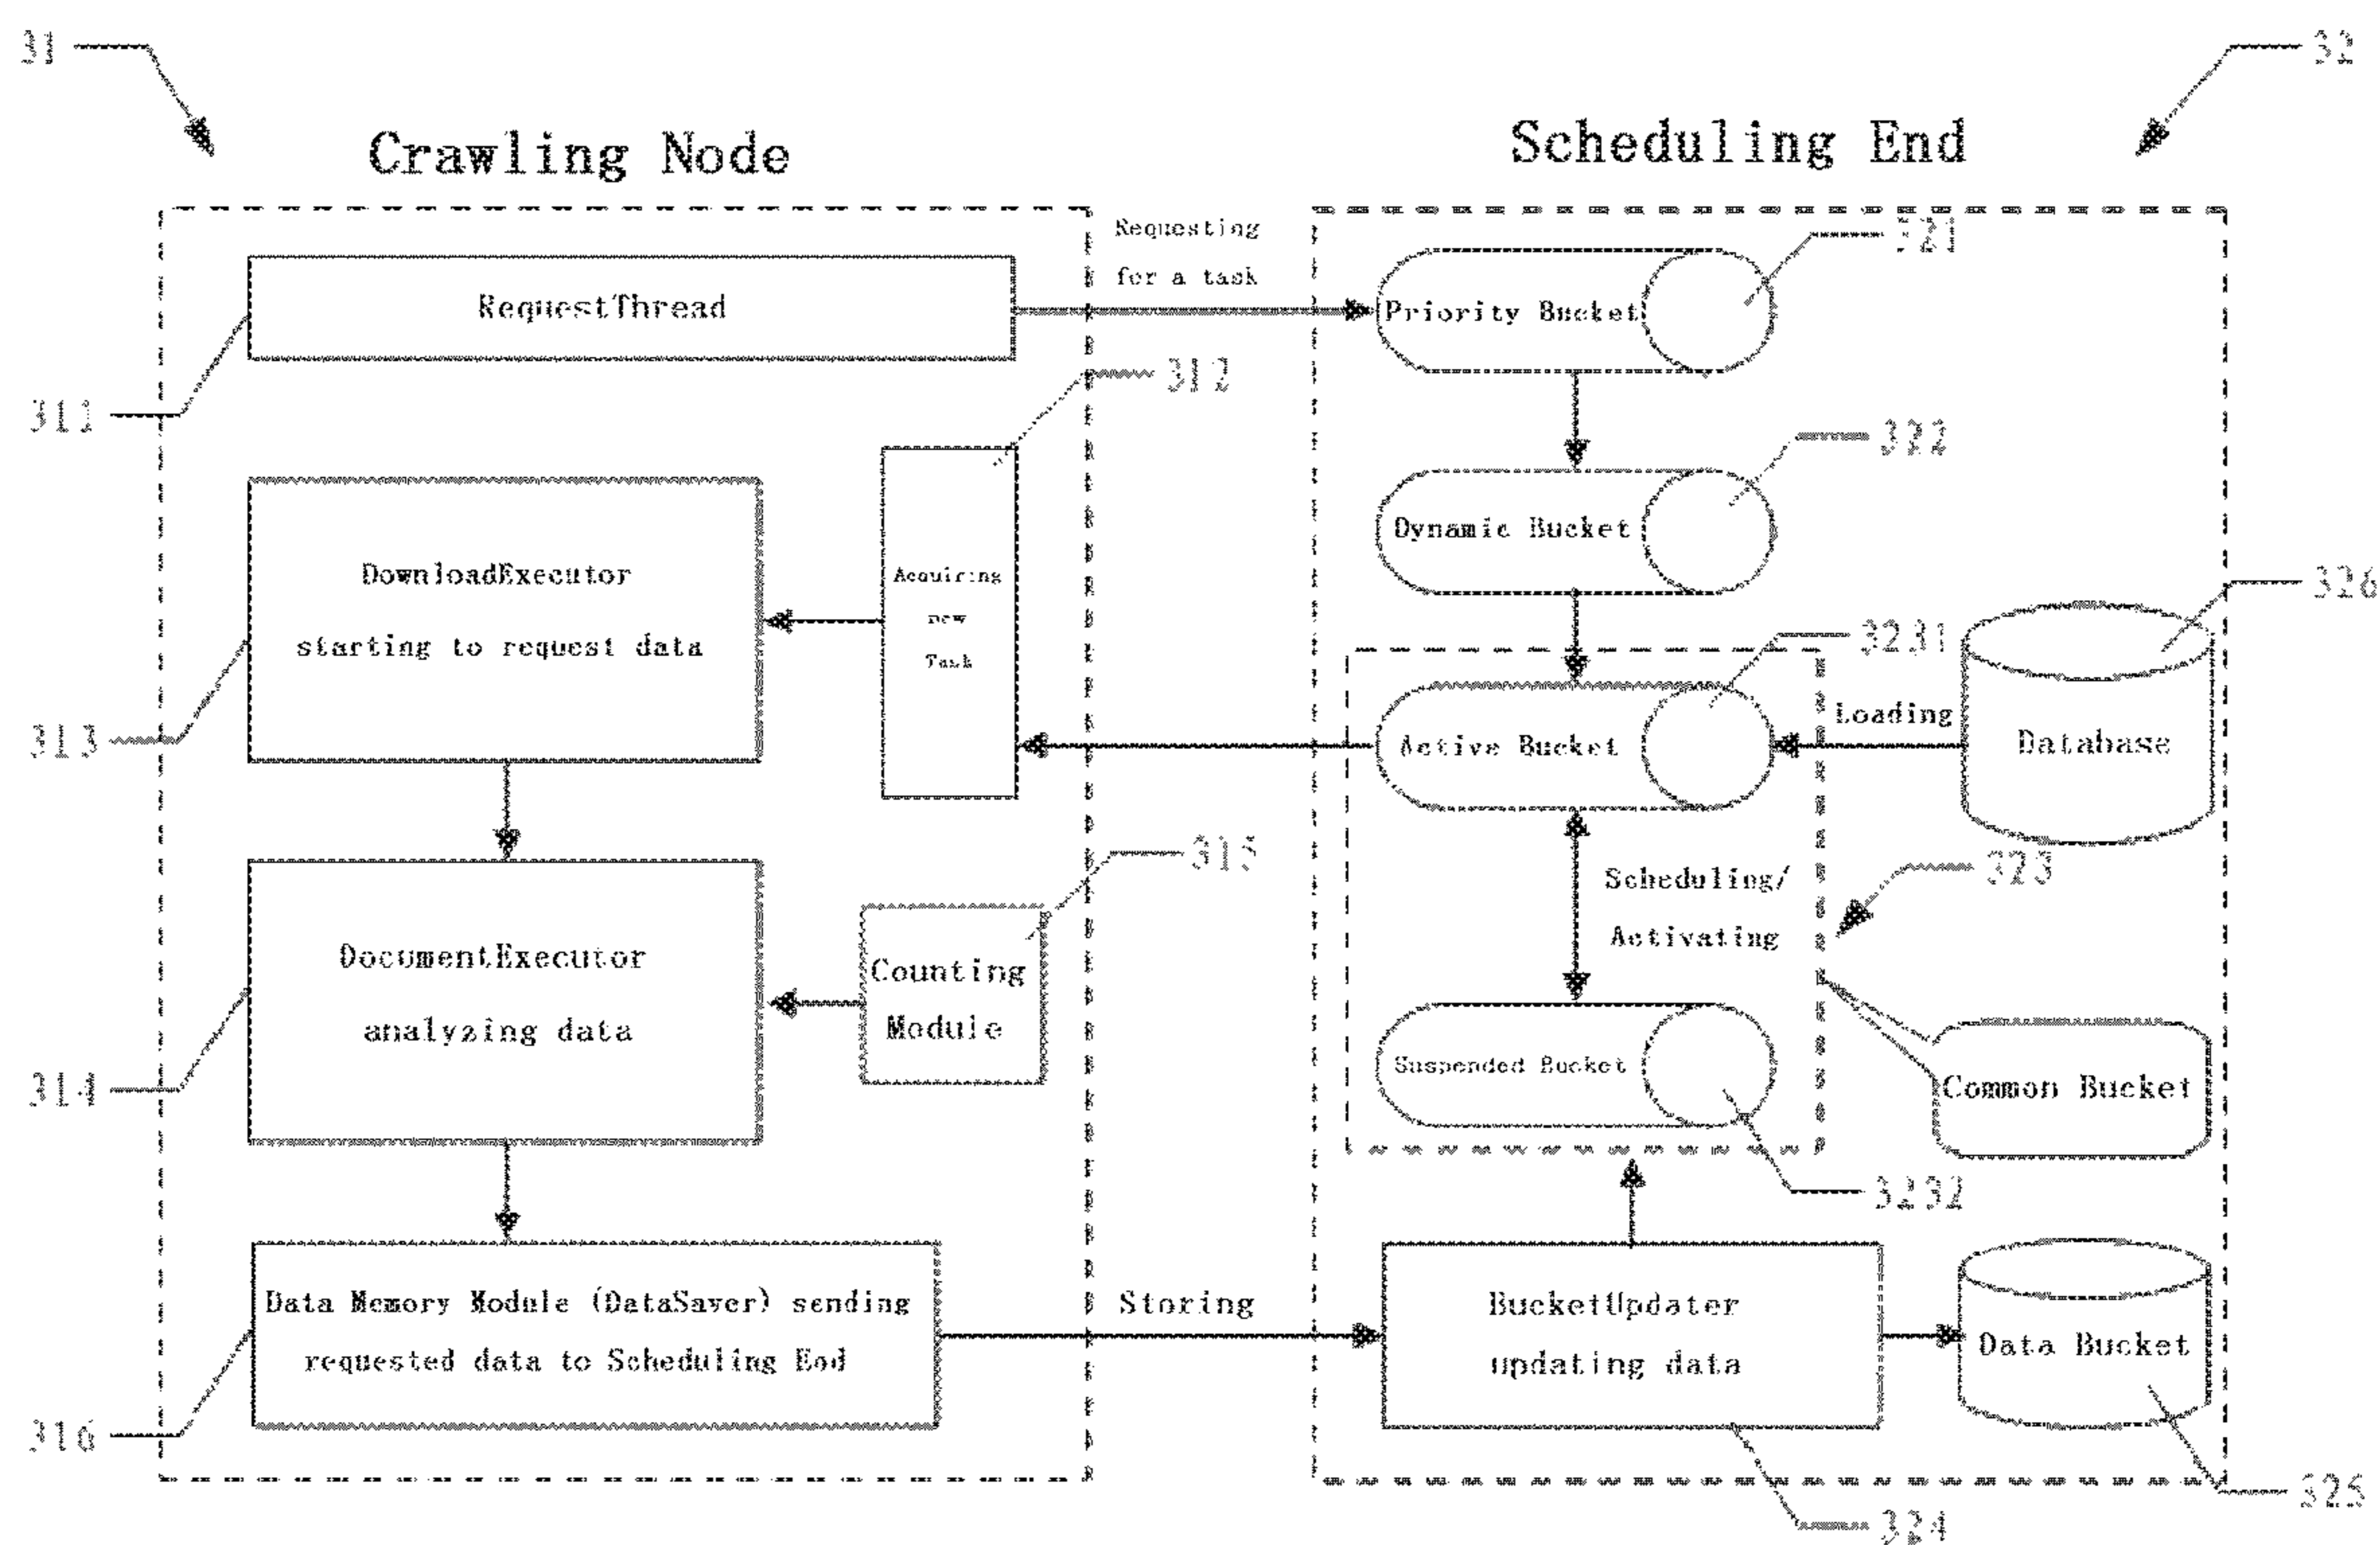 31
32
Crawling Node
Scheduling End
Requesting
for a task
321
RequestThread
Priority Bucket
311
312
322
Dynamic Bucket
DownloadExecutor
starting to request data
Acquiring
new
Task
326
3231
Loading
313
Active Bucket
Database
315
323
Scheduling/
Activating
DocumentExecutor
analyzing data
Counting
Module
Suspended Bucket
Common Bucket
314
3232
Data Memory Module (DataSaver) sending
requested data to Scheduling End
Storing
BucketUpdater
updating data
Data Bucket
316
325
324